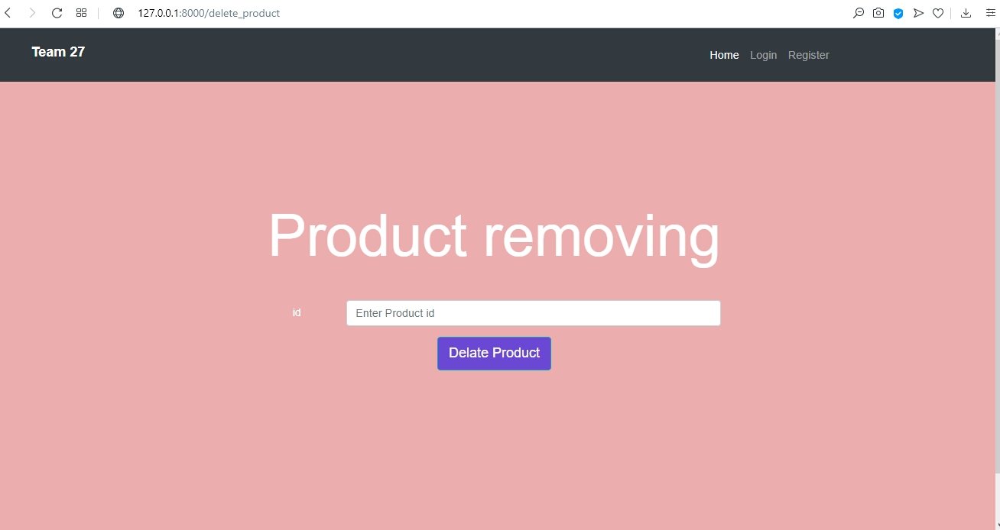 127.0.0.1:8000/delete_product
Team 27
Home Login Register
Product removing
id Enter Product id
Delate Product